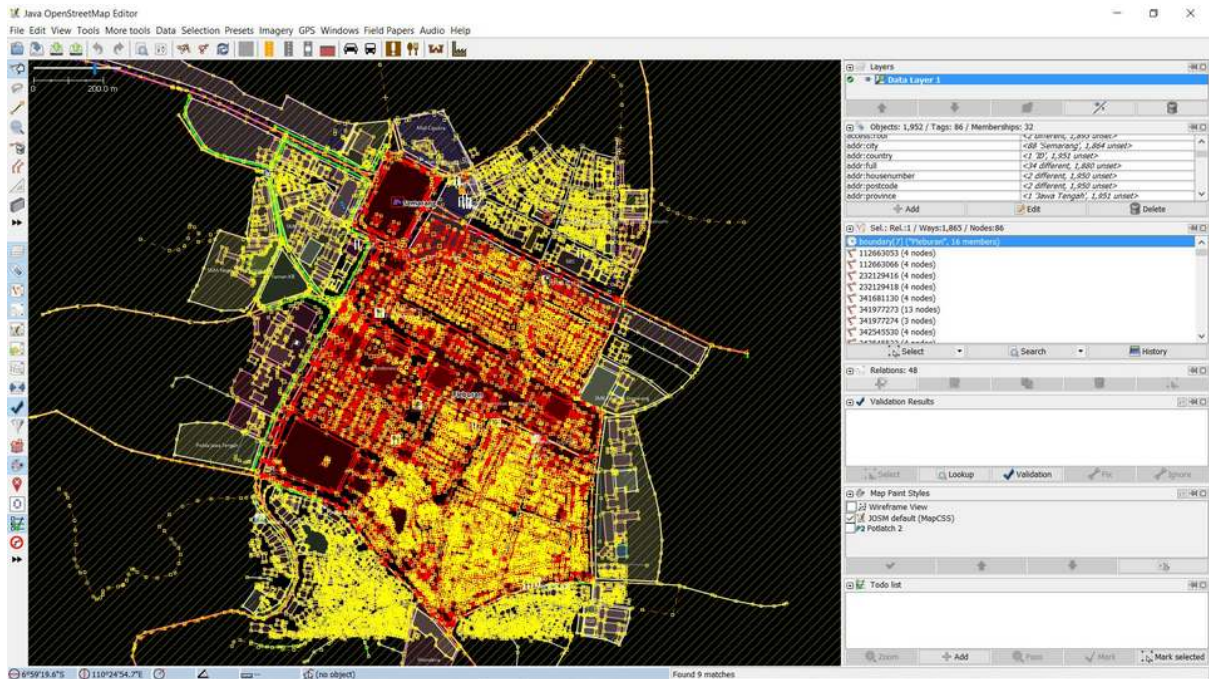 Java OpenStreetMap Editor
File Edit View Tools More tools Data Selection Presets Imagery GPS Windows Field Papers Audio Help
0 200.0 m
Layers
Data Layer 1
Objects: 1,952 / Tags: 86 / Memberships: 32
access:roof <2 different, 1,893 unset>
addr:city <88 'Semarang', 1,864 unset>
addr:country <1 'ID', 1,951 unset>
addr:full
addr:housenumber <2 different, 1,950 unset>
addr:postcode <2 different, 1,950 unset>
addr:province <1 'Jawa Tengah', 1,951 unset>
Add Edit Delete
Sel.: Rel.:1 / Ways:1,865 / Nodes:86
boundary[7] ("Pleburan", 16 members)
112663053 (4 nodes)
112663066 (4 nodes)
232129416 (4 nodes)
232129418 (4 nodes)
341681130 (4 nodes)
341977273 (13 nodes)
341977274 (3 nodes)
342545530 (4 nodes)
Select Search History
Relations: 48
Validation Results
Select Lookup Validation Fix Ignore
Map Paint Styles
Wireframe View
JOSM default (MapCSS)
Potlatch 2
Todo list
Zoom Add Pass Mark Mark selected
Semarang
Pleburan
6°59'19.6"S 110°24'54.7"E (no object) Found 9 matches